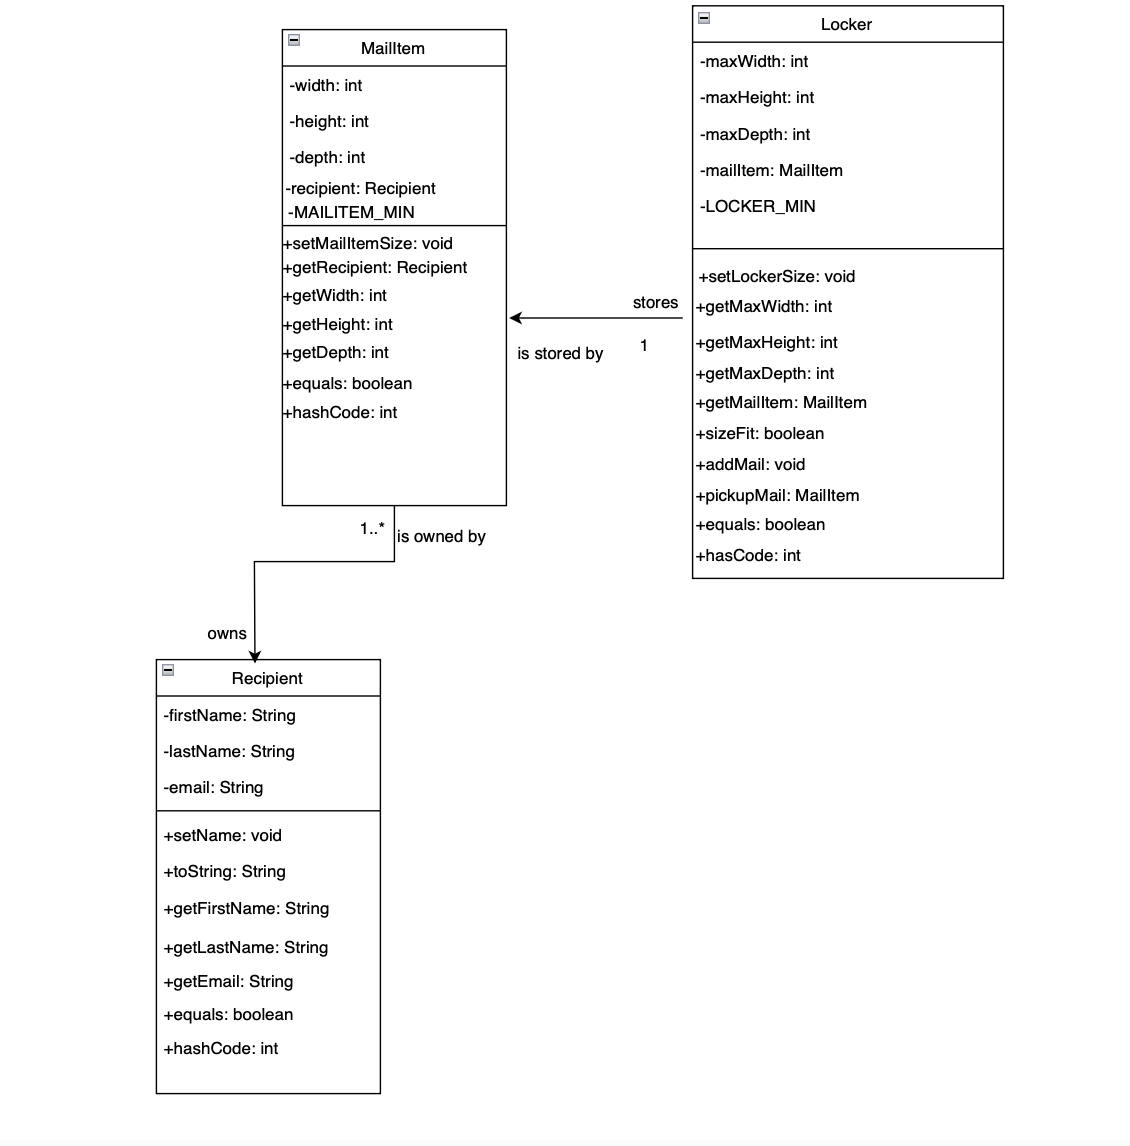 MailItem
-width: int
-height: int
-depth: int
-recipient: Recipient
-MAILITEM_MIN
+setMailItemSize: void
+getRecipient: Recipient
+getWidth: int
+getHeight: int
+getDepth: int
+equals: boolean
+hashCode: int
Locker
-maxWidth: int
-maxHeight: int
-maxDepth: int
-mailItem: MailItem
-LOCKER_MIN
+setLockerSize: void
+getMaxWidth: int
+getMaxHeight: int
+getMaxDepth: int
+getMailItem: MailItem
+sizeFit: boolean
+addMail: void
+pickupMail: MailItem
+equals: boolean
+hasCode: int
stores
is stored by
1
1..*
is owned by
owns
Recipient
-firstName: String
-lastName: String
-email: String
+setName: void
+toString: String
+getFirstName: String
+getLastName: String
+getEmail: String
+equals: boolean
+hashCode: int